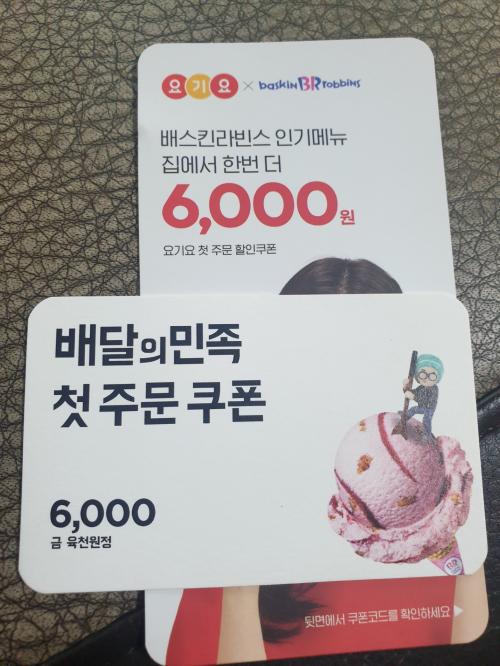 요기요 × baskin BR robbins
배스킨라빈스 인기메뉴
집에서 한번 더
6,000원
요기요 첫 주문 할인쿠폰
배달의민족
첫 주문 쿠폰
6,000
금 육천원정
BR
뒷면에서 쿠폰코드를 확인하세요